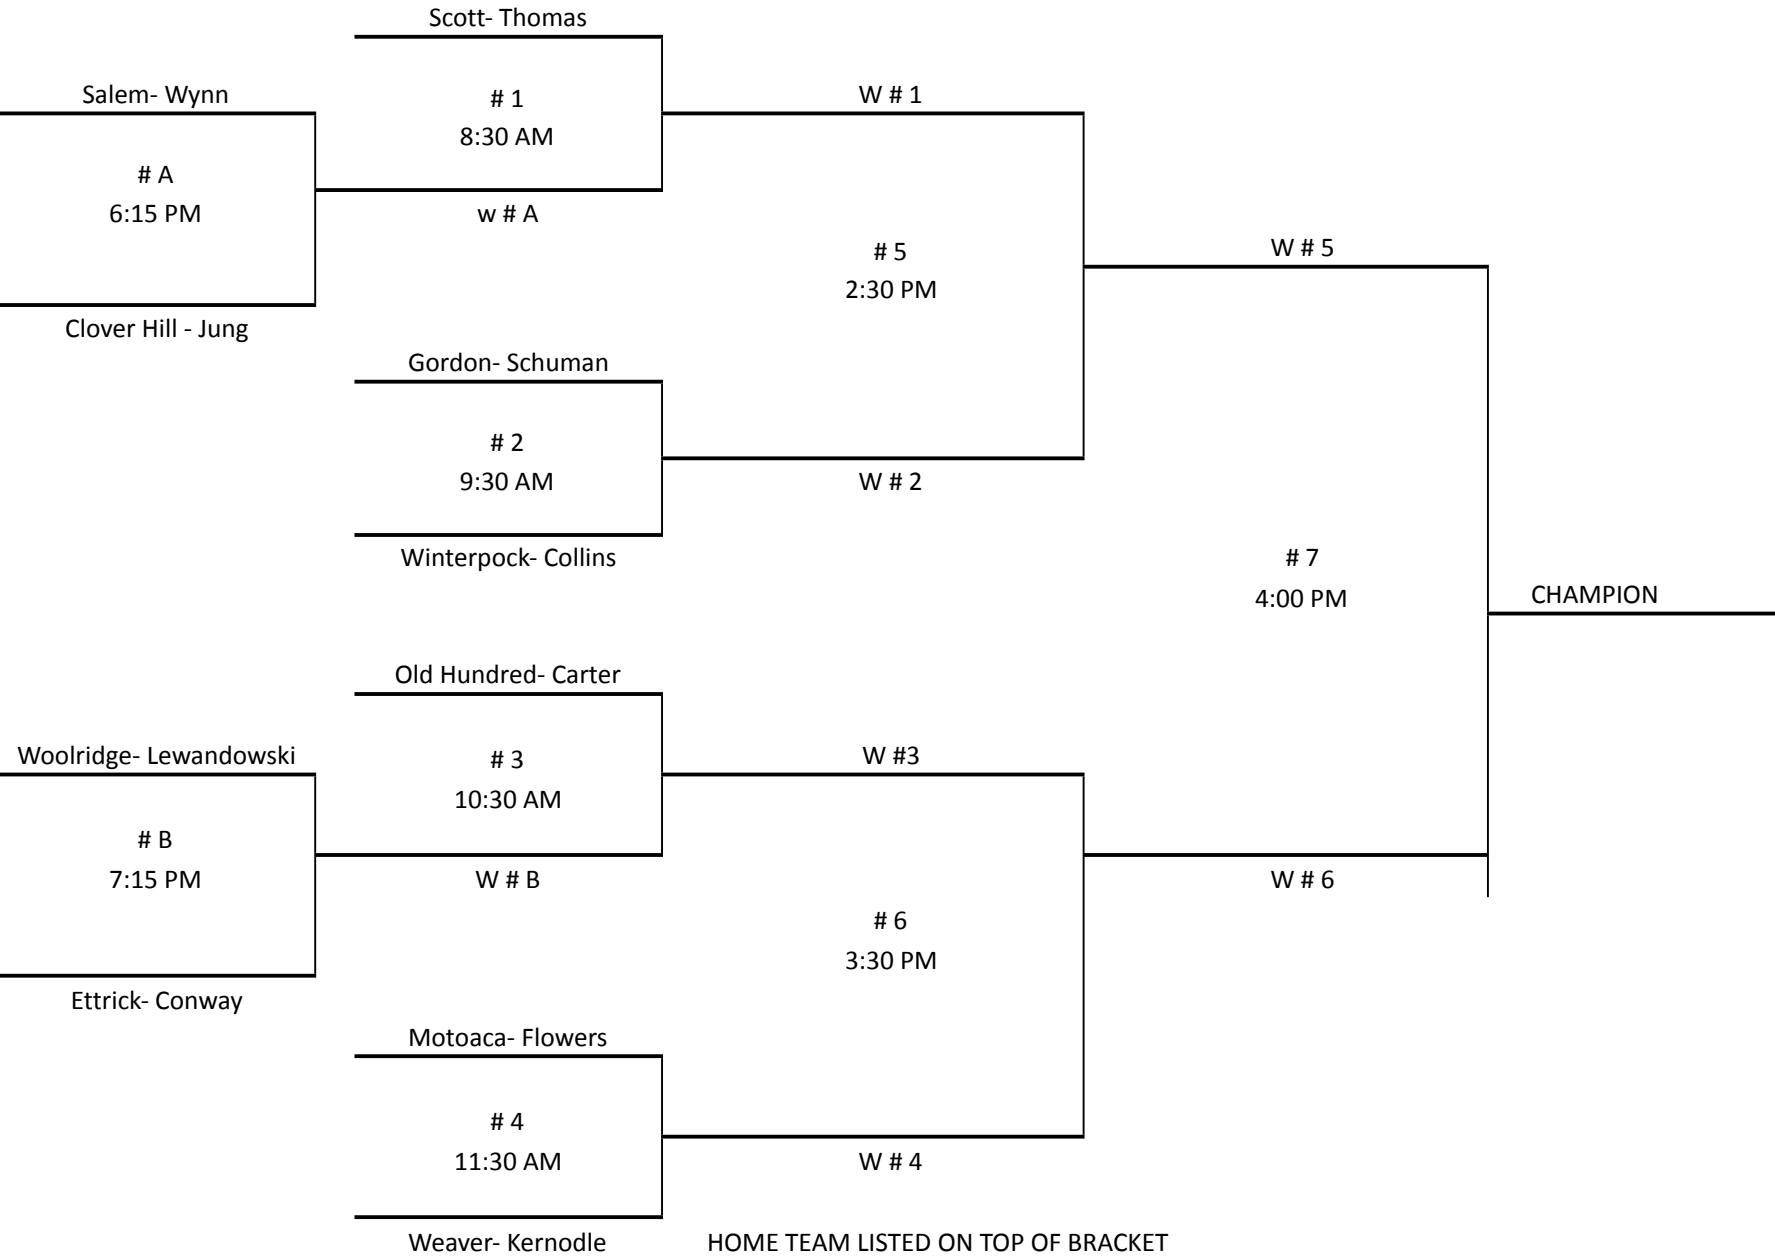 Scott- Thomas
Salem- Wynn
# 1
W # 1
8:30 AM
# A
6:15 PM
w # A
# 5
W # 5
2:30 PM
Clover Hill - Jung
Gordon- Schuman
# 2
9:30 AM
W # 2
Winterpock- Collins
# 7
4:00 PM
CHAMPION
Old Hundred- Carter
Woolridge- Lewandowski
# 3
W #3
10:30 AM
# B
7:15 PM
W # B
W # 6
# 6
3:30 PM
Ettrick- Conway
Motoaca- Flowers
# 4
11:30 AM
W # 4
Weaver- Kernodle
HOME TEAM LISTED ON TOP OF BRACKET